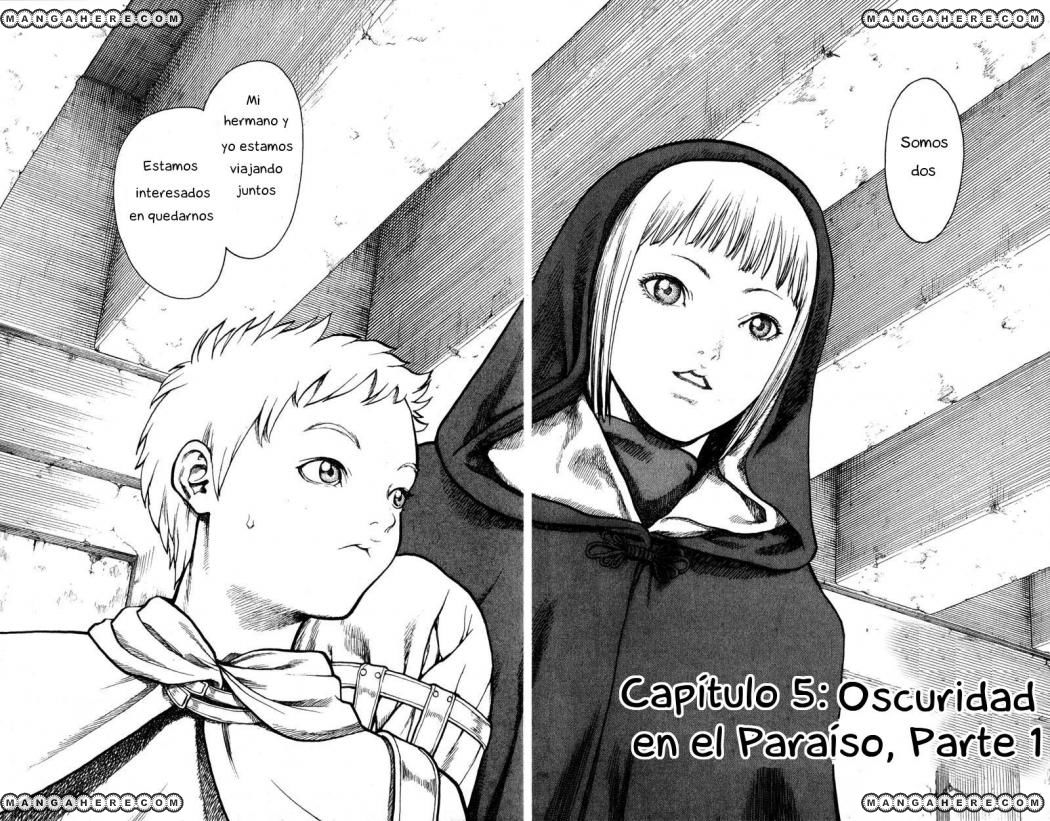 MANGAHERE.COM
MANGAHERE.COM
Somos
dos
Mi
hermano y
yo estamos
viajando
juntos
Estamos
interesados
en quedarnos
Capítulo 5: Oscuridad
en el Paraíso, Parte 1
MANGAHERE.COM
MANGAHERE.COM